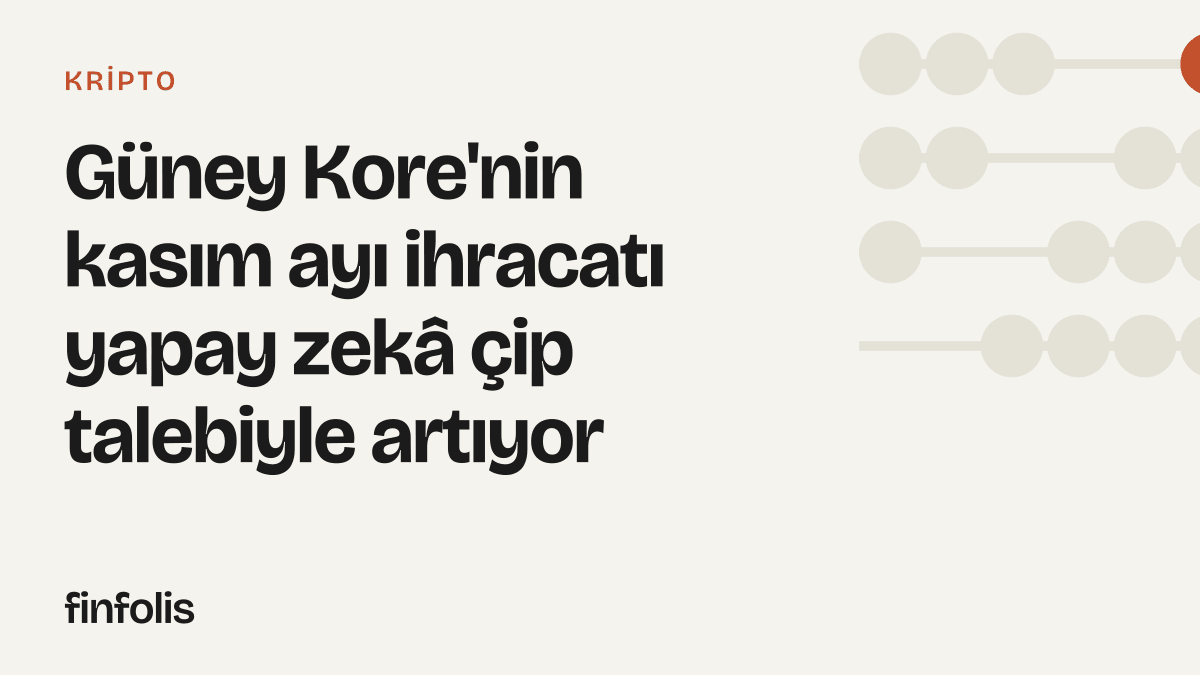 KRİPTO
Güney Kore'nin
kasım ayı ihracatı
yapay zekâ çip
talebiyle artıyor
finfolis